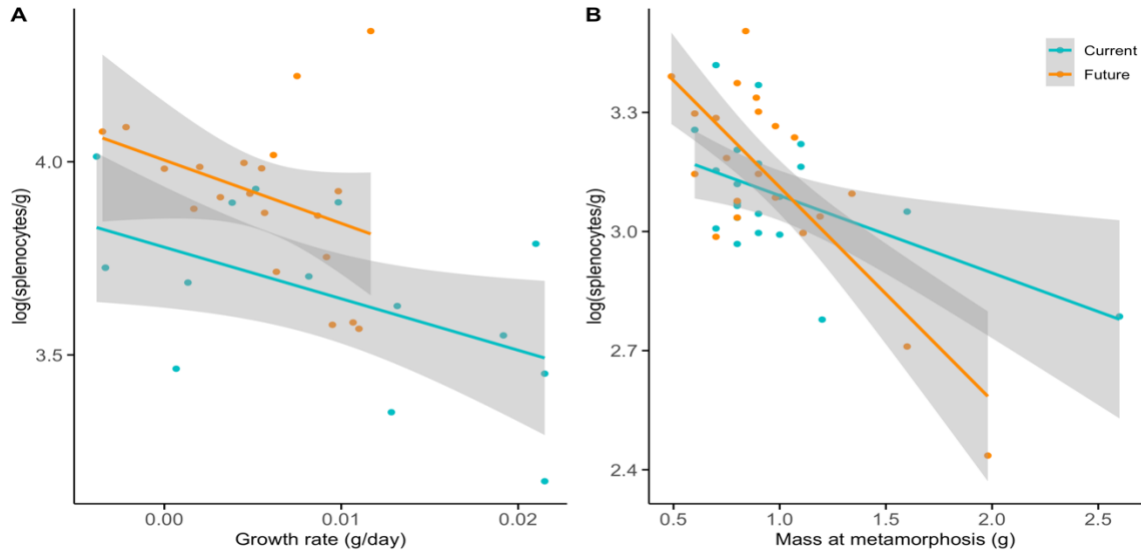 A
log(splenocytes/g)
4.0
3.5
0.00
0.01
0.02
Growth rate (g/day)
B
Current
Future
log(splenocytes/g)
3.3
3.0
2.7
2.4
0.5
1.0
1.5
2.0
2.5
Mass at metamorphosis (g)